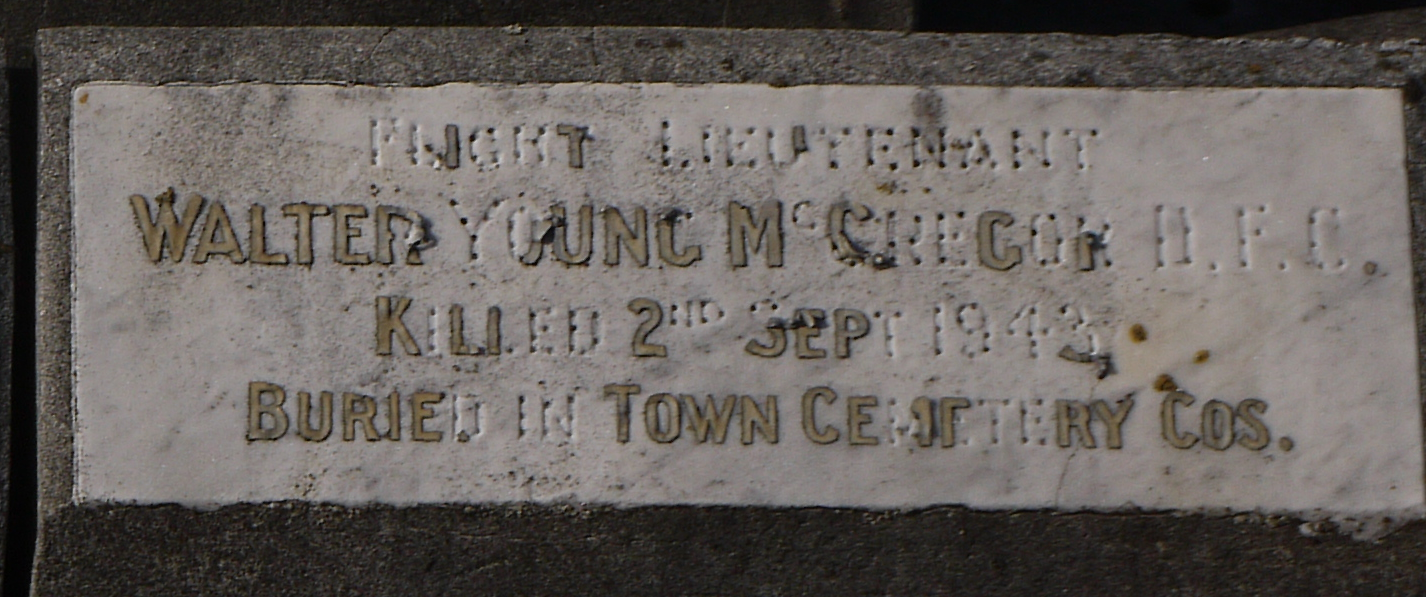 FLIGHT LIEUTENANT
WALTER YOUNG McGREGOR D.F.C.
KILLED 2ND SEPT 1943
BURIED IN TOWN CEMETERY COS.